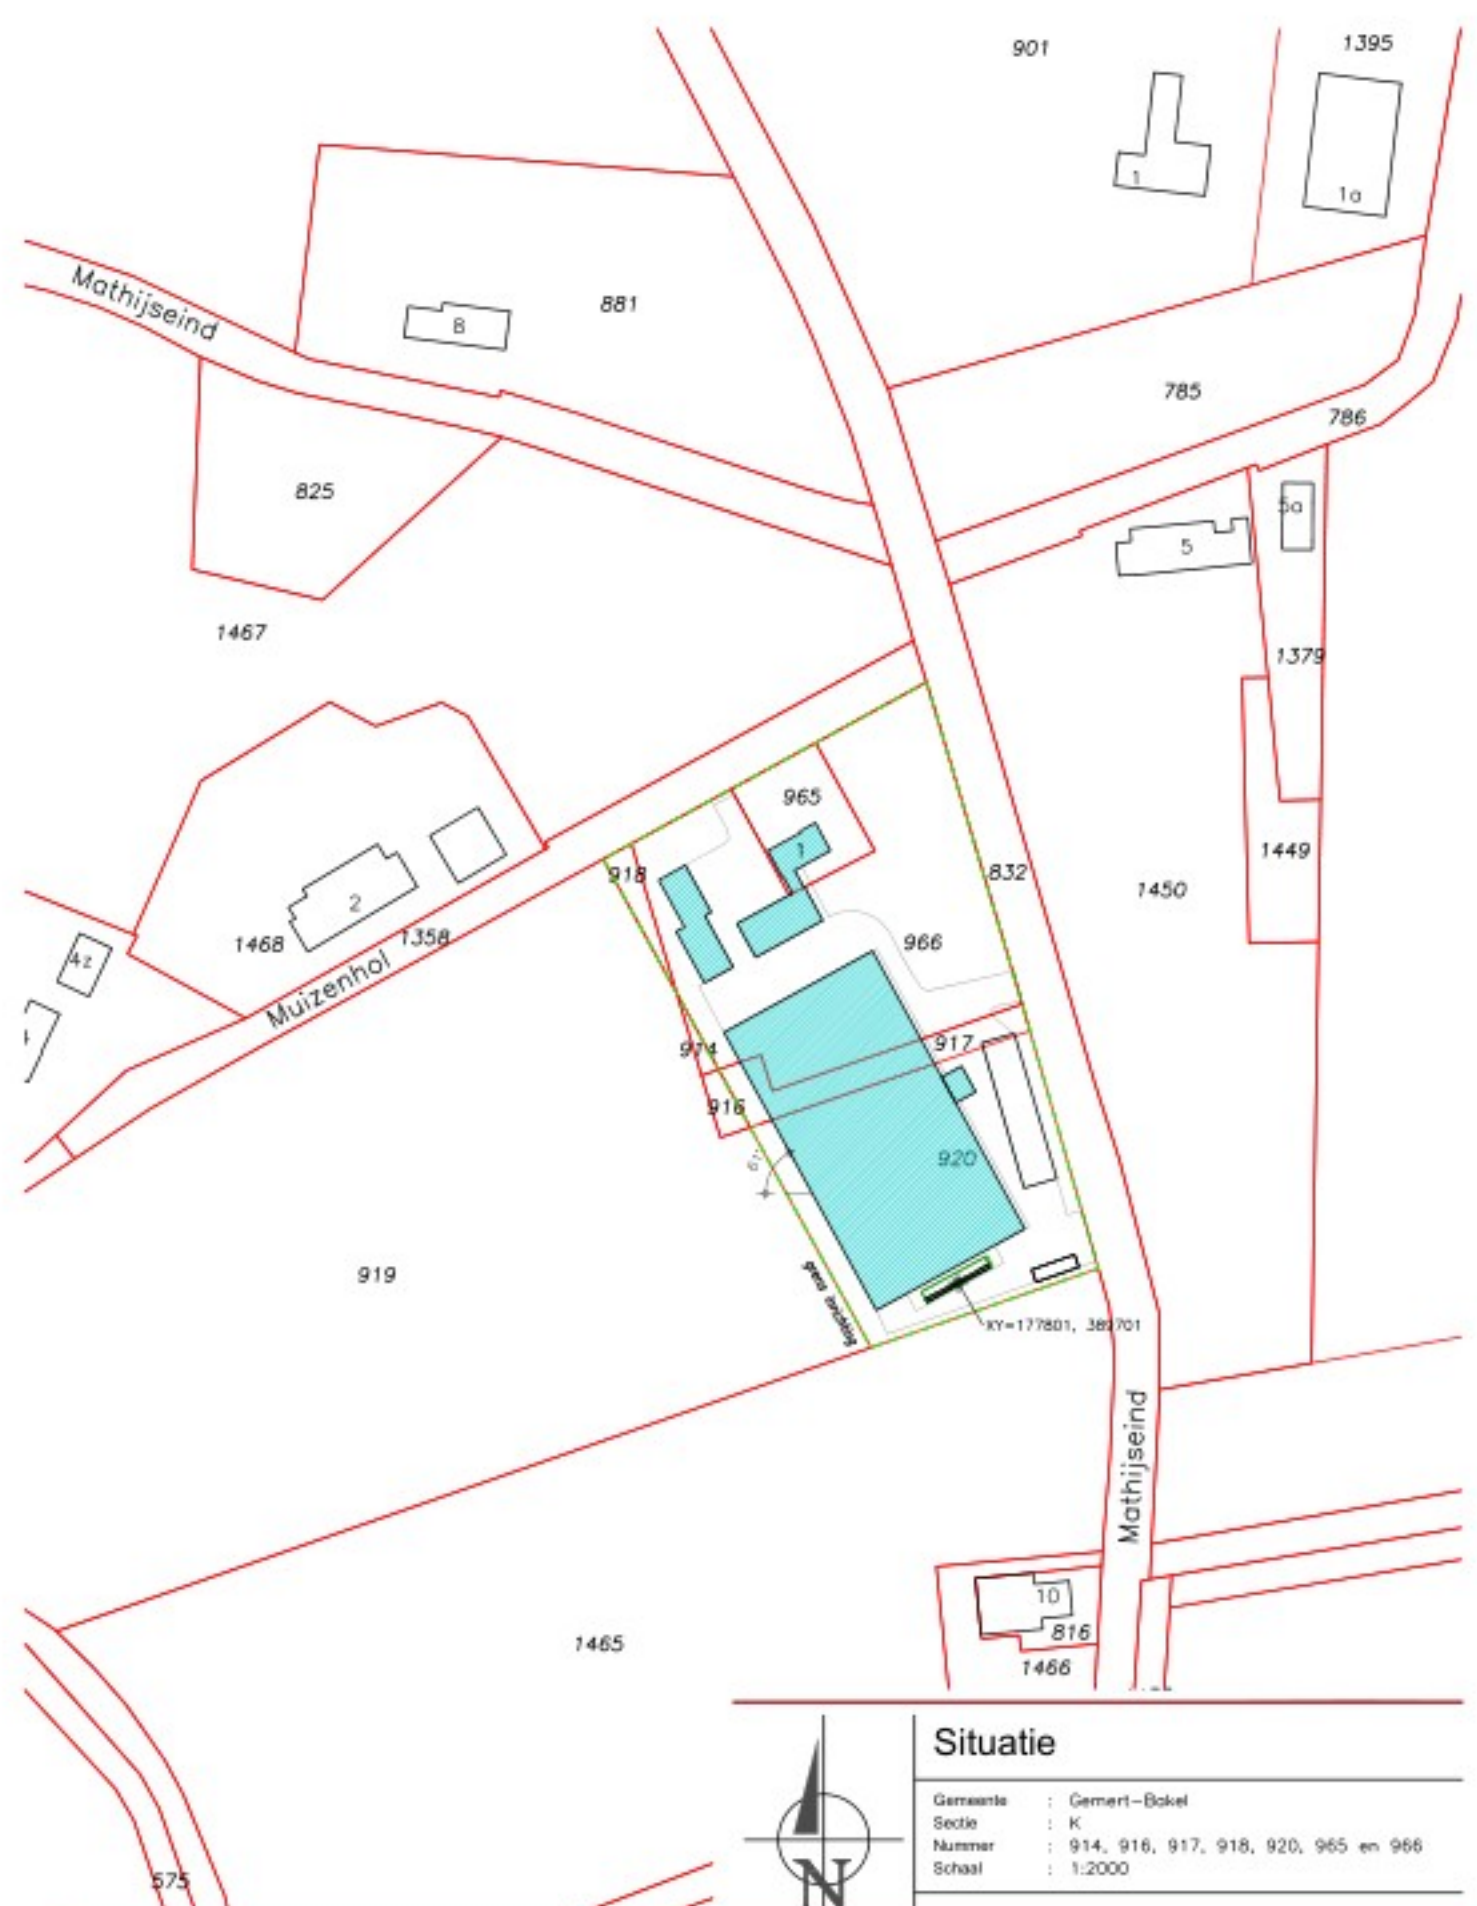 901
1395
1
1a
Mathijseind
881
8
785
786
825
5a
5
1467
1379
965
1
1449
918
832
1450
2
1468
1358
966
4z
Muizenhol
914
917
916
920
61°
919
grens inrichting
XY=177801, 389701
Mathijseind
10
816
1465
1466
Situatie
Gemeente : Gemert-Bakel
Sectie : K
Nummer : 914, 916, 917, 918, 920, 965 en 966
Schaal : 1:2000
575
N